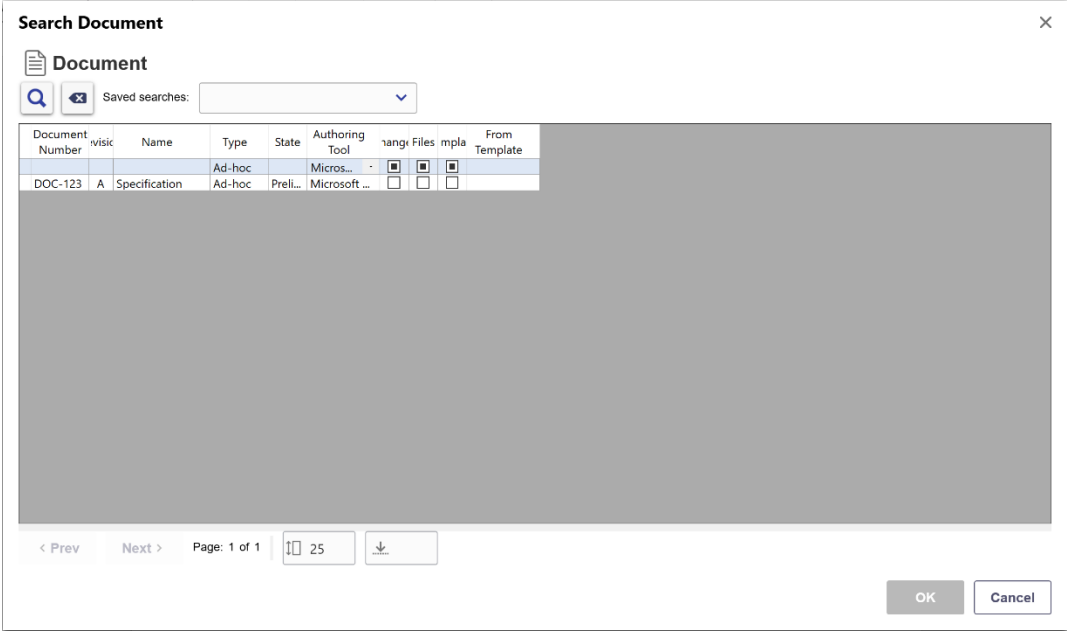 Search Document
Document
Saved searches:
Document Number
visic
Name
Type
State
Authoring Tool
Files
mpla
From Template
Ad-hoc
Micros...
DOC-123 A Specification Ad-hoc Preli... Microsoft ...
< Prev
Next >
Page: 1 of 1
25
OK
Cancel